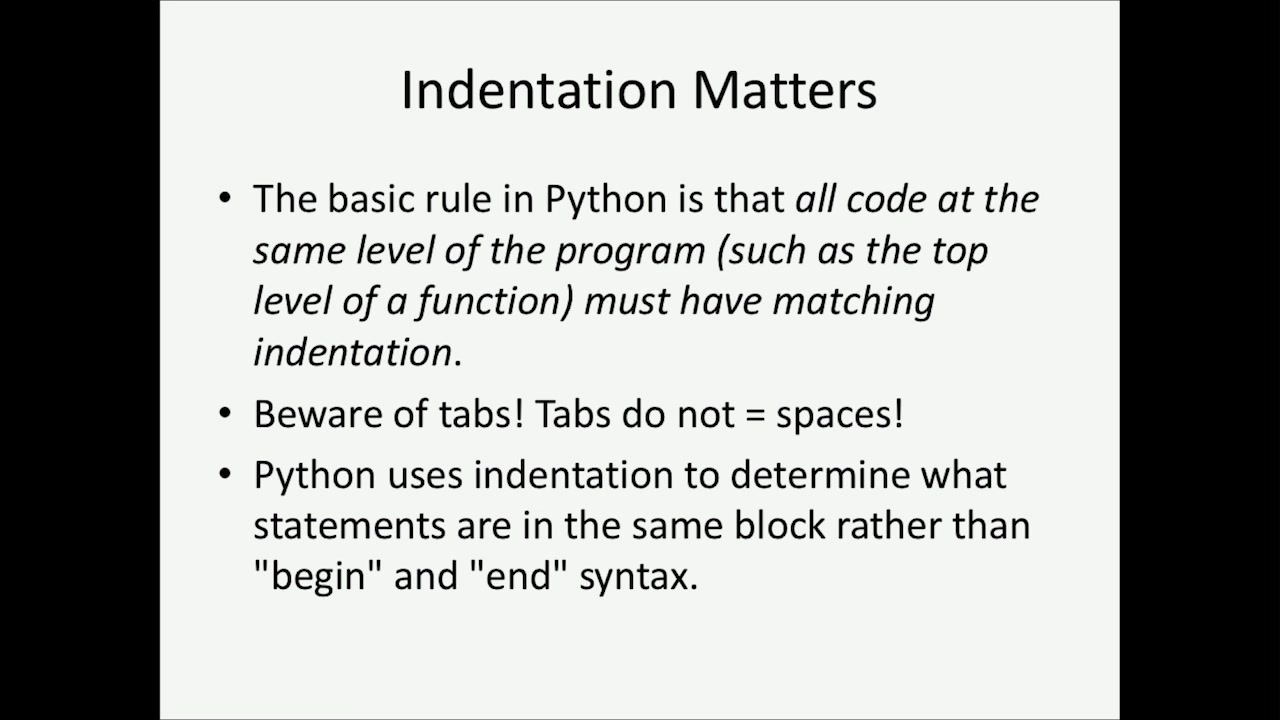 Indentation Matters
• The basic rule in Python is that all code at the
same level of the program (such as the top
level of a function) must have matching
indentation.
• Beware of tabs! Tabs do not = spaces!
• Python uses indentation to determine what
statements are in the same block rather than
"begin" and "end" syntax.